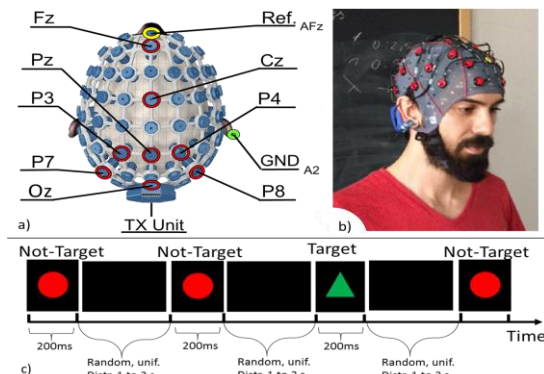 Fz
Ref. AFz
Pz
Cz
P3
P4
P7
GND A2
Oz
P8
TX Unit
a)
b)
Not-Target
Not-Target
Target
Not-Target
Time
200ms
Random, unif.
200ms
Random, unif.
200ms
Random, unif.
c)